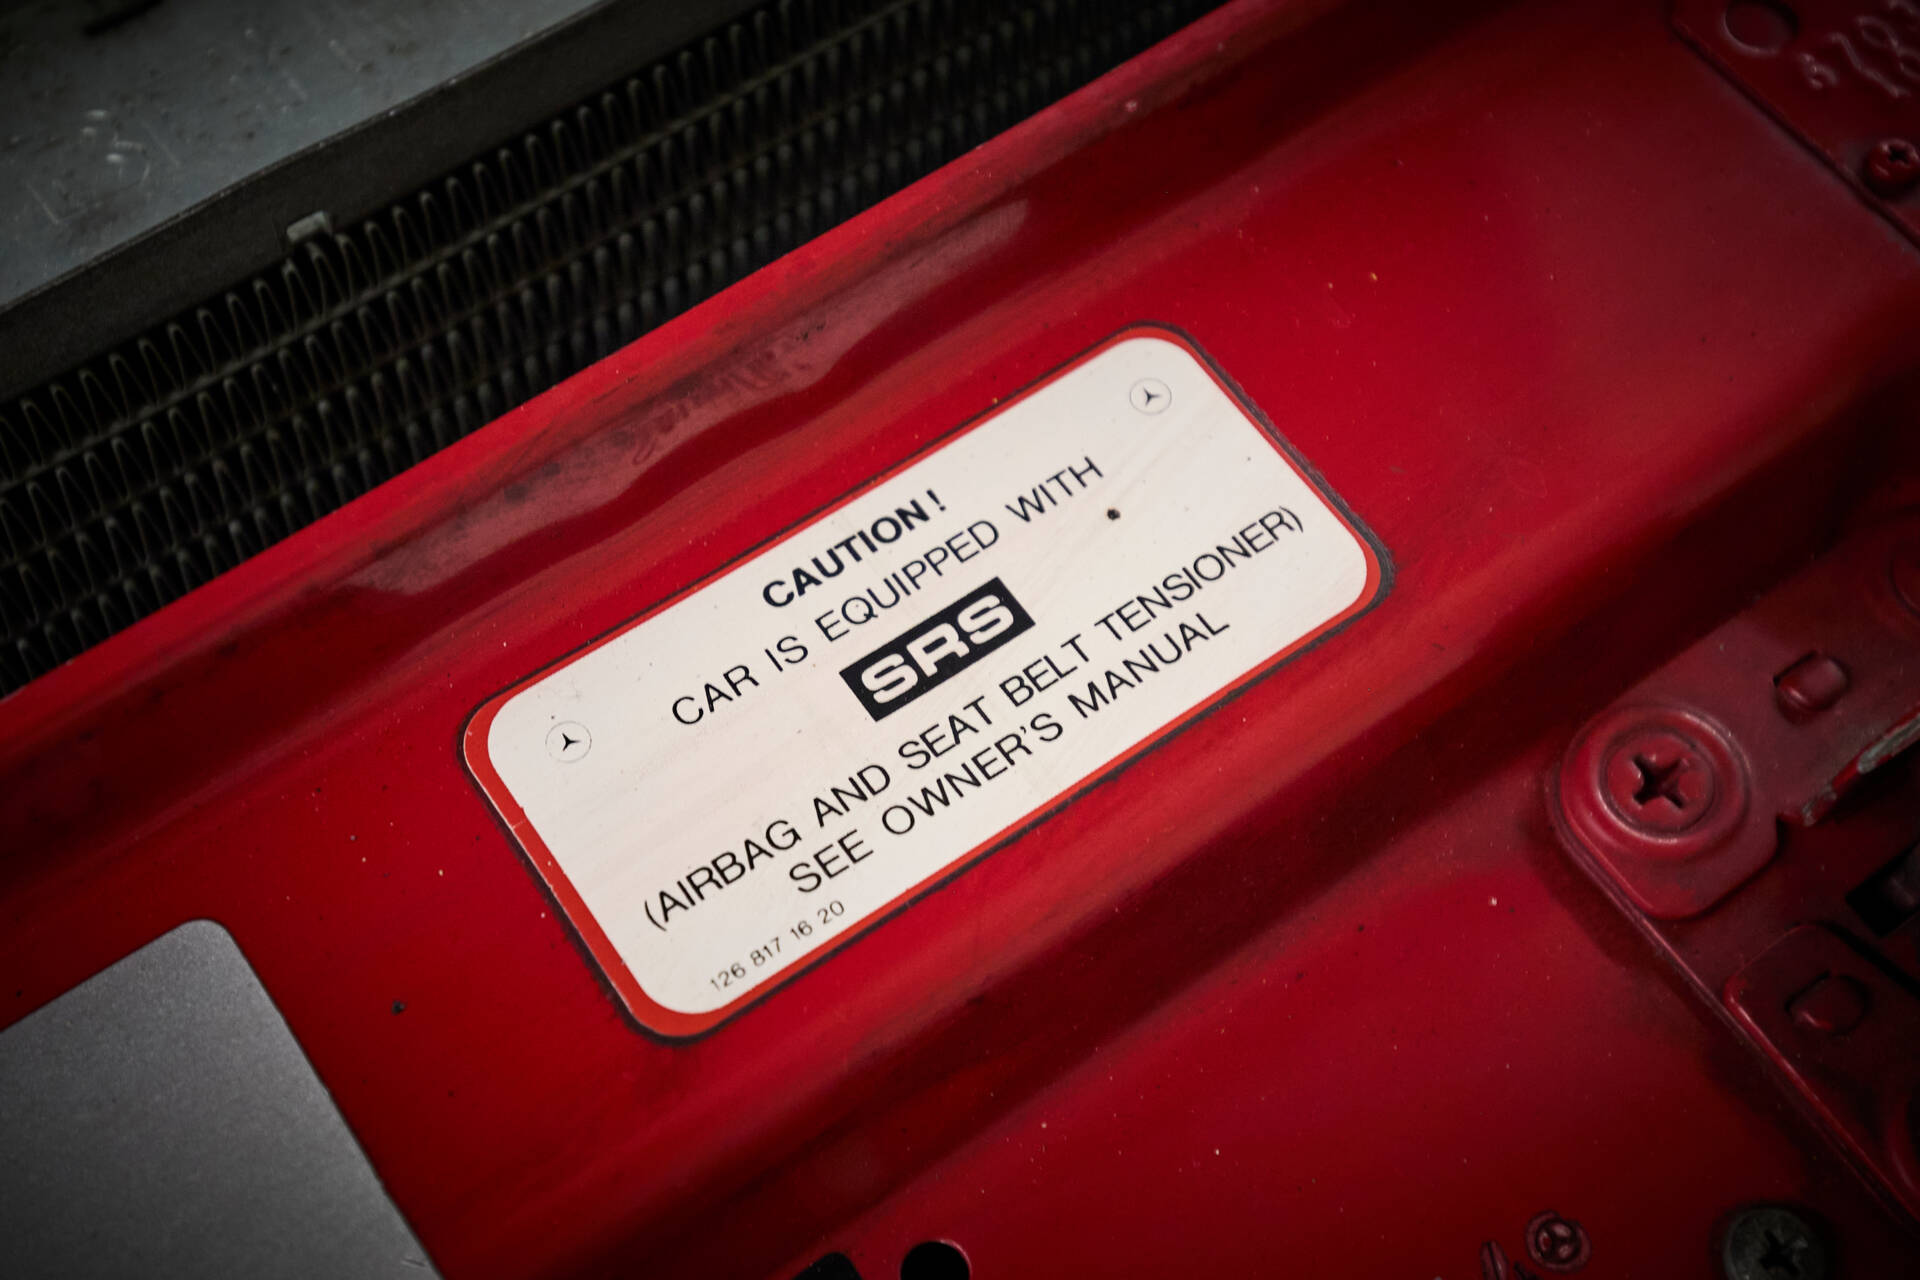 CAUTION!
CAR IS EQUIPPED WITH
SRS
(AIRBAG AND SEAT BELT TENSIONER)
SEE OWNER'S MANUAL
126 817 16 20